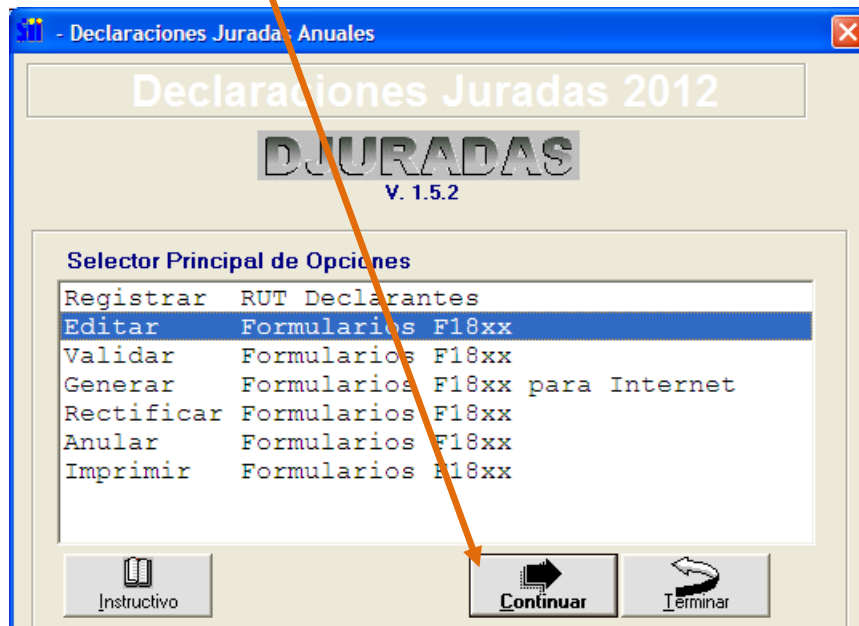 SII - Declaraciones Juradas Anuales
Declaraciones Juradas 2012
DJURADAS
V. 1.5.2
Selector Principal de Opciones
Registrar RUT Declarantes
Editar Formularios F18xx
Validar Formularios F18xx
Generar Formularios F18xx para Internet
Rectificar Formularios F18xx
Anular Formularios F18xx
Imprimir Formularios F18xx
Instructivo Continuar Terminar